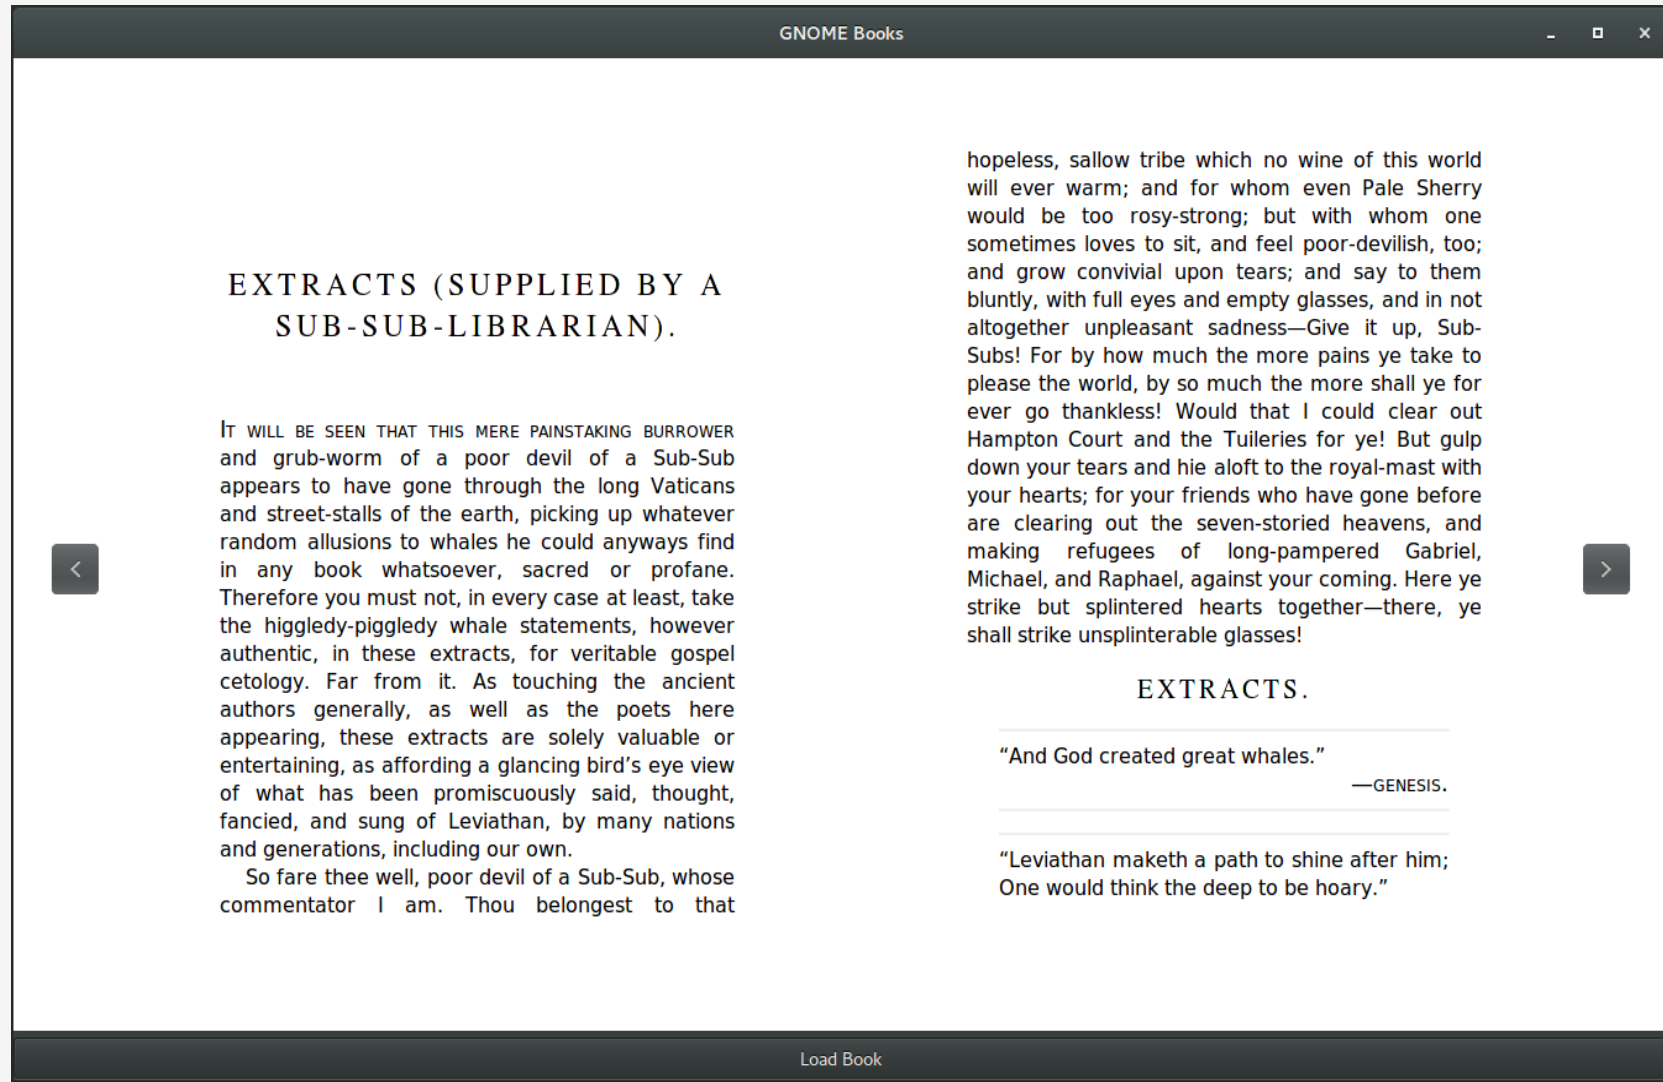 GNOME Books
EXTRACTS (SUPPLIED BY A
SUB-SUB-LIBRARIAN).
IT WILL BE SEEN THAT THIS MERE PAINSTAKING BURROWER
and grub-worm of a poor devil of a Sub-Sub
appears to have gone through the long Vaticans
and street-stalls of the earth, picking up whatever
random allusions to whales he could anyways find
in any book whatsoever, sacred or profane.
Therefore you must not, in every case at least, take
the higgledy-piggledy whale statements, however
authentic, in these extracts, for veritable gospel
cetology. Far from it. As touching the ancient
authors generally, as well as the poets here
appearing, these extracts are solely valuable or
entertaining, as affording a glancing bird’s eye view
of what has been promiscuously said, thought,
fancied, and sung of Leviathan, by many nations
and generations, including our own.
So fare thee well, poor devil of a Sub-Sub, whose
commentator I am. Thou belongest to that
hopeless, sallow tribe which no wine of this world
will ever warm; and for whom even Pale Sherry
would be too rosy-strong; but with whom one
sometimes loves to sit, and feel poor-devilish, too;
and grow convivial upon tears; and say to them
bluntly, with full eyes and empty glasses, and in not
altogether unpleasant sadness—Give it up, Sub-
Subs! For by how much the more pains ye take to
please the world, by so much the more shall ye for
ever go thankless! Would that I could clear out
Hampton Court and the Tuileries for ye! But gulp
down your tears and hie aloft to the royal-mast with
your hearts; for your friends who have gone before
are clearing out the seven-storied heavens, and
making refugees of long-pampered Gabriel,
Michael, and Raphael, against your coming. Here ye
strike but splintered hearts together—there, ye
shall strike unsplinterable glasses!
EXTRACTS.
“And God created great whales.”
—GENESIS.
“Leviathan maketh a path to shine after him;
One would think the deep to be hoary.”
Load Book